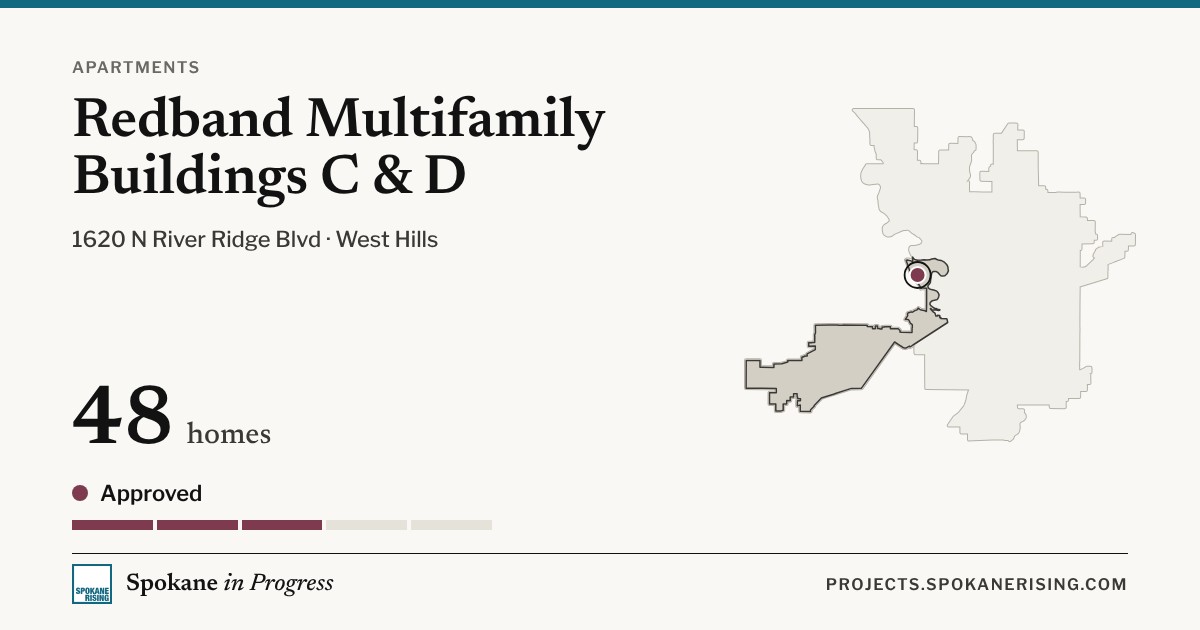 APARTMENTS
Redband Multifamily
Buildings C & D
1620 N River Ridge Blvd · West Hills
48 homes
Approved
SPOKANE
RISING
Spokane in Progress
PROJECTS.SPOKANERISING.COM